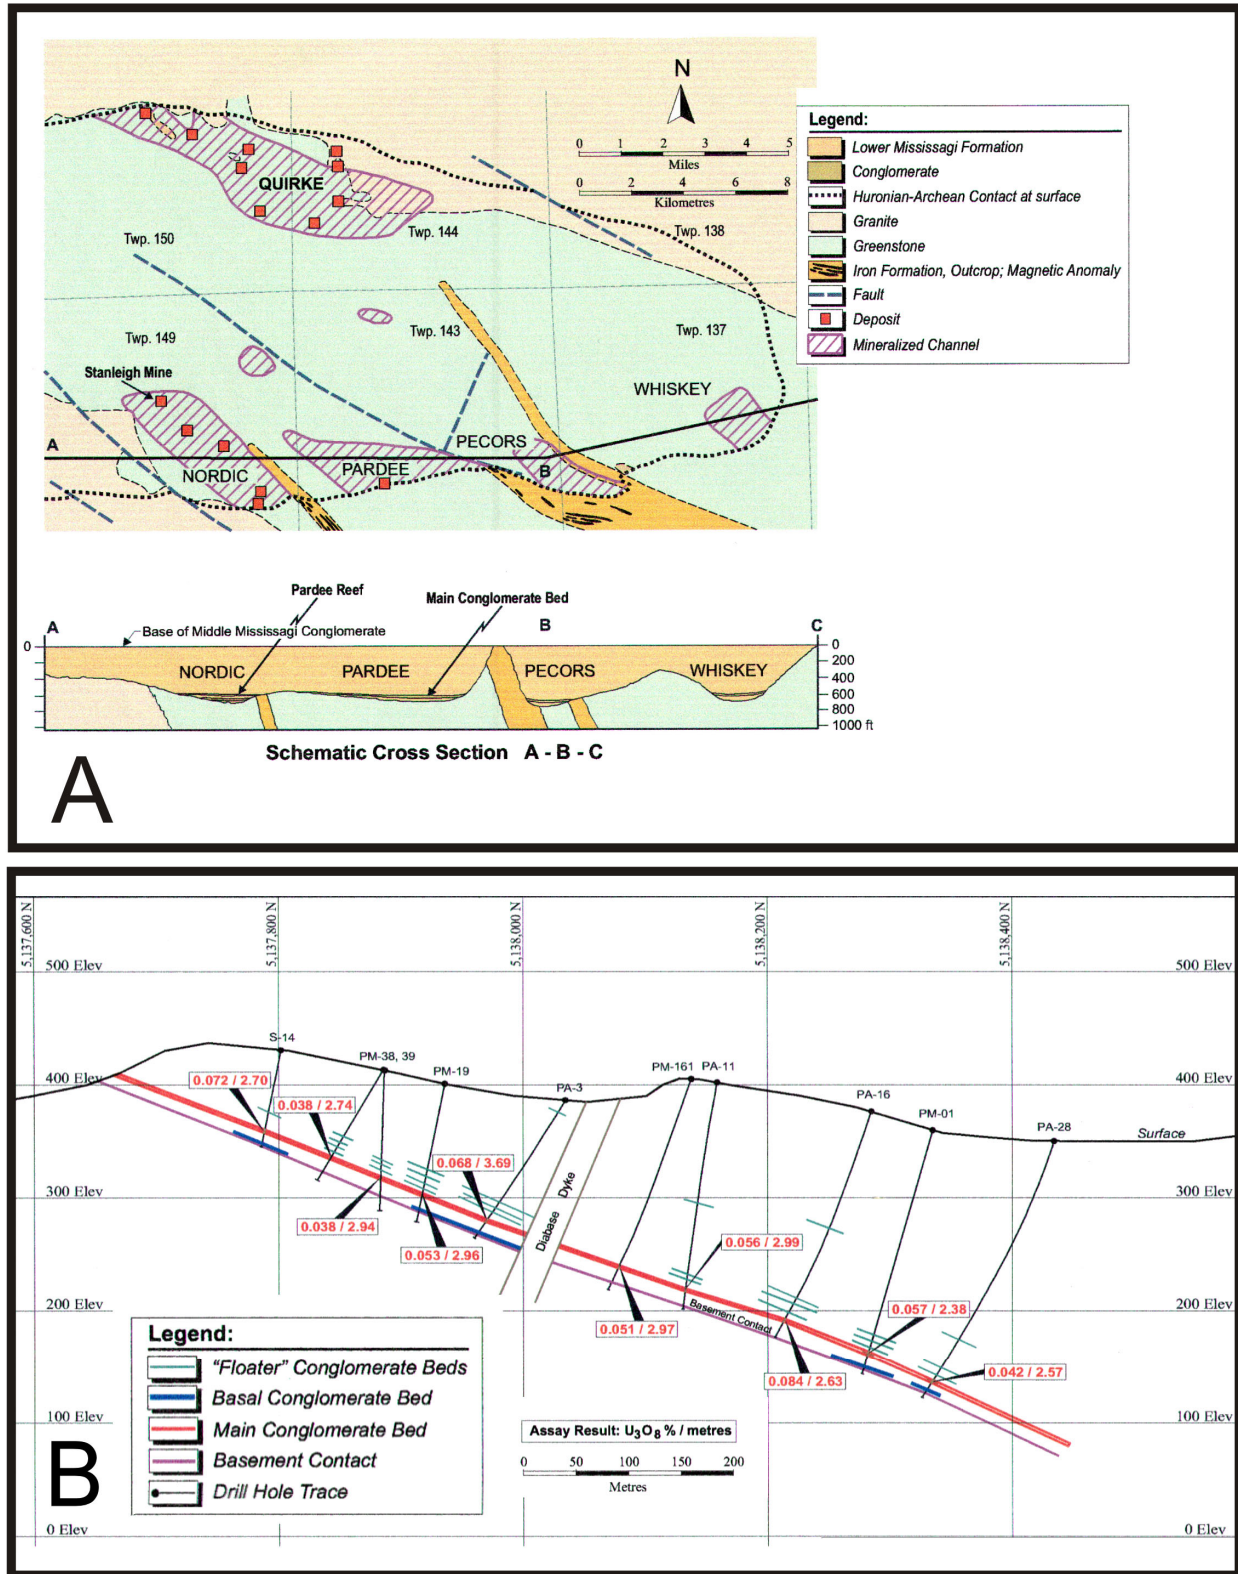 N
0 1 2 3 4 5
Miles
0 2 4 6 8
Kilometres
QUIRKE
Twp. 150
Twp. 144
Twp. 138
Twp. 149
Twp. 143
Twp. 137
Stanleigh Mine
WHISKEY
A
NORDIC
PARDEE
PECORS
B
Legend:
Lower Mississagi Formation
Conglomerate
Huronian-Archean Contact at surface
Granite
Greenstone
Iron Formation, Outcrop; Magnetic Anomaly
Fault
Deposit
Mineralized Channel
Pardee Reef
Main Conglomerate Bed
A
Base of Middle Mississagi Conglomerate
B
C
0
NORDIC
PARDEE
PECORS
WHISKEY
0
200
400
600
800
1000 ft
Schematic Cross Section A - B - C
A
5,137,600 N
5,137,800 N
5,138,000 N
5,138,200 N
5,138,400 N
500 Elev
500 Elev
S-14
PM-38, 39
PM-19
PA-3
PM-161
PA-11
PA-16
PM-01
PA-28
Surface
400 Elev
400 Elev
0.072 / 2.70
0.038 / 2.74
0.068 / 3.69
0.038 / 2.94
0.053 / 2.96
Diabase Dyke
300 Elev
300 Elev
0.056 / 2.99
0.051 / 2.97
Basement Contact
0.057 / 2.38
0.084 / 2.63
0.042 / 2.57
200 Elev
200 Elev
100 Elev
100 Elev
0 Elev
0 Elev
Legend:
"Floater" Conglomerate Beds
Basal Conglomerate Bed
Main Conglomerate Bed
Basement Contact
Drill Hole Trace
Assay Result: U₃O₈ % / metres
0 50 100 150 200
Metres
B